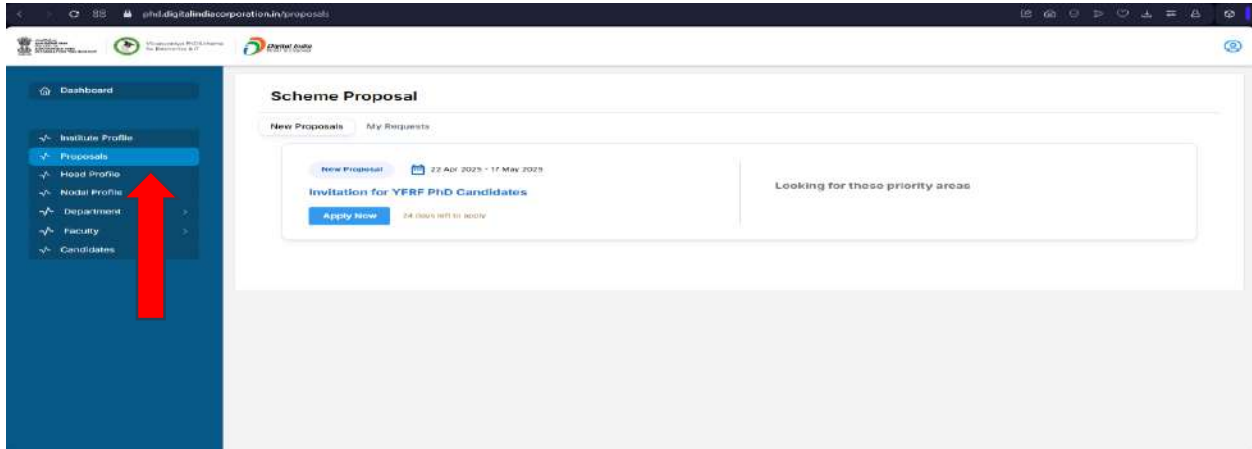 phd.digitalindiacorporation.in/proposals
Digital India
Dashboard
Institute Profile
Proposals
Head Profile
Nodal Profile
Department
Faculty
Candidates
Scheme Proposal
New Proposals My Requests
New Proposal 22 Apr 2025 - 17 May 2025
Invitation for YFRF PhD Candidates
Apply Now 24 days left to apply
Looking for these priority areas